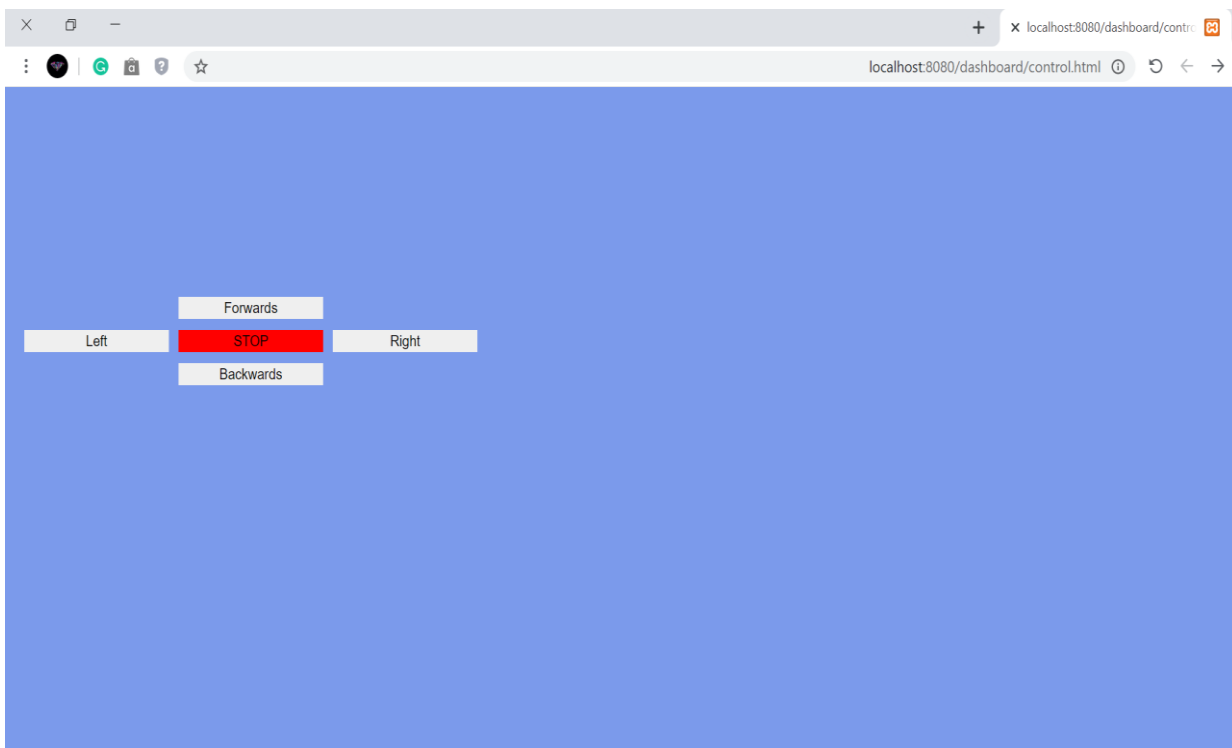 localhost:8080/dashboard/contro
localhost:8080/dashboard/control.html
Forwards
Left STOP Right
Backwards